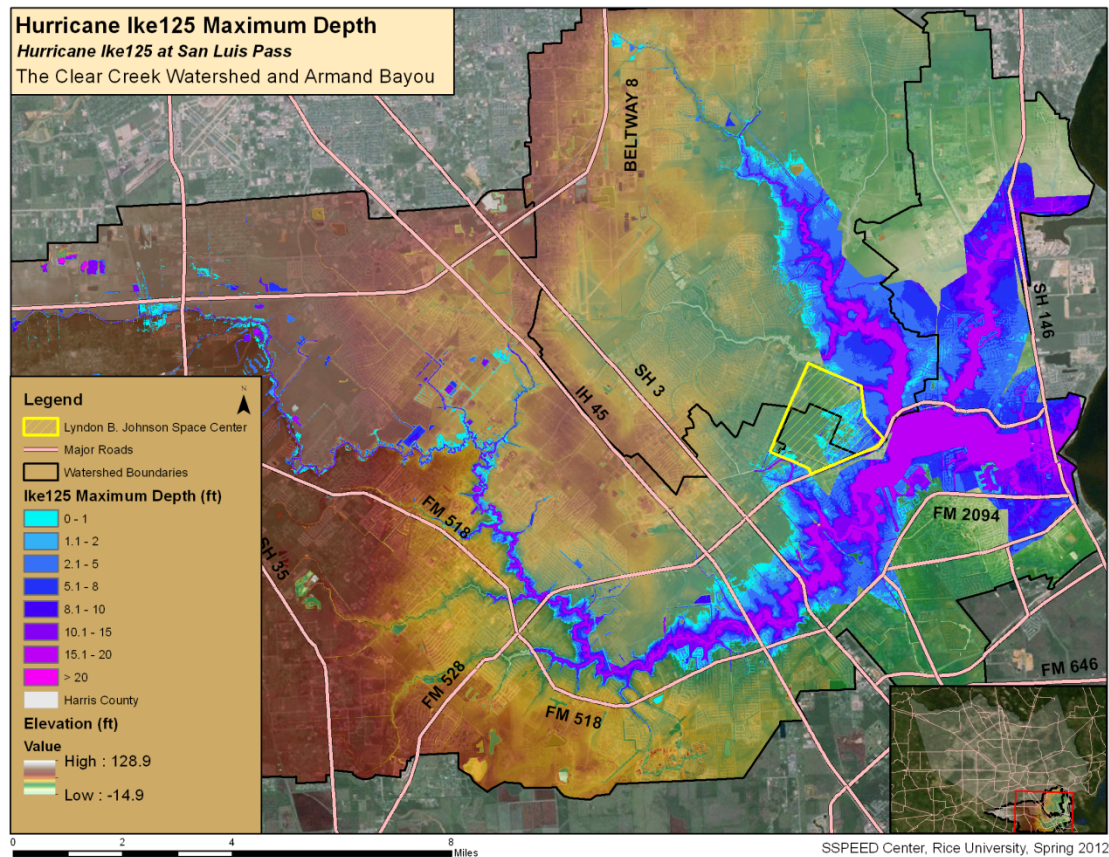 Hurricane Ike125 Maximum Depth
Hurricane Ike125 at San Luis Pass
The Clear Creek Watershed and Armand Bayou
BELTWAY 8
SH 146
SH 3
IH 45
FM 518
SH 35
FM 2094
FM 528
FM 518
FM 646
Legend
N
Lyndon B. Johnson Space Center
Major Roads
Watershed Boundaries
Ike125 Maximum Depth (ft)
0 - 1
1.1 - 2
2.1 - 5
5.1 - 8
8.1 - 10
10.1 - 15
15.1 - 20
> 20
Harris County
Elevation (ft)
Value
High : 128.9
Low : -14.9
0 2 4 8
Miles
SSPEED Center, Rice University, Spring 2012